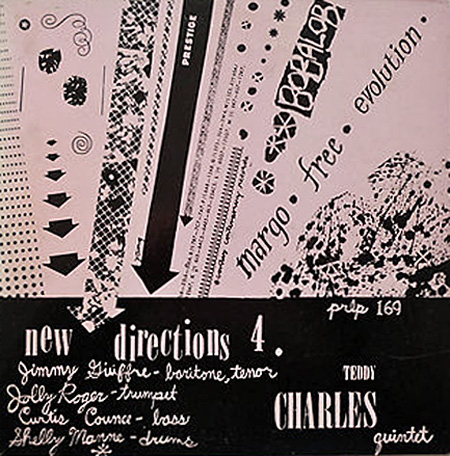 PRESTIGE
BOBALOB
margo • free • evolution •
prlp 169
new directions 4.
Jimmy Giuffre - baritone, tenor
Jolly Roger - trumpet
Curtis Counce - bass
Shelly Manne - drums
TEDDY
CHARLES
quintet